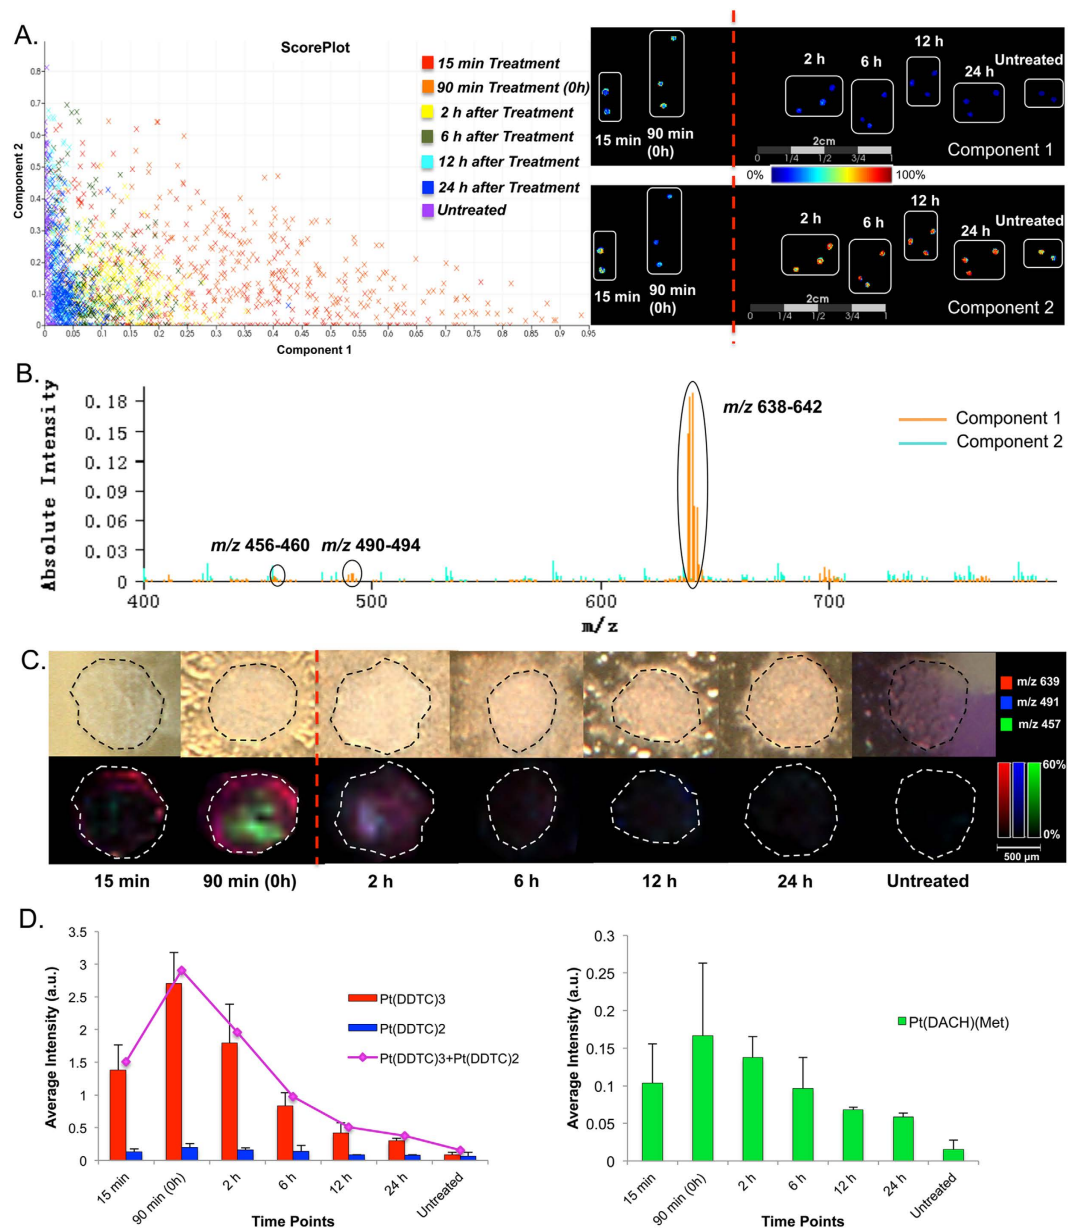 A.
ScorePlot
Component 2
0.8
0.7
0.6
0.5
0.4
0.3
0.2
0.1
0
0 0.05 0.1 0.15 0.2 0.25 0.3 0.35 0.4 0.45 0.5 0.55 0.6 0.65 0.7 0.75 0.8 0.85 0.9 0.95
Component 1
15 min Treatment
90 min Treatment (0h)
2 h after Treatment
6 h after Treatment
12 h after Treatment
24 h after Treatment
Untreated
15 min
90 min
(0h)
2 h
6 h
12 h
24 h
Untreated
2cm
0 1/4 1/2 3/4 1
Component 1
0% 100%
15 min
90 min
(0h)
2 h
6 h
12 h
24 h
Untreated
2cm
0 1/4 1/2 3/4 1
Component 2
B.
Absolute Intensity
0.18
0.15
0.12
0.09
0.06
0.03
0
400 500 600 700
m/z
m/z 456-460
m/z 490-494
m/z 638-642
Component 1
Component 2
C.
m/z 639
m/z 491
m/z 457
60%
0%
500 µm
15 min 90 min (0h) 2 h 6 h 12 h 24 h Untreated
D.
Average Intensity (a.u.)
3.5
3
2.5
2
1.5
1
0.5
0
Pt(DDTC)3
Pt(DDTC)2
Pt(DDTC)3+Pt(DDTC)2
15 min 90 min (0h) 2 h 6 h 12 h 24 h Untreated
Time Points
Average Intensity (a.u.)
0.3
0.25
0.2
0.15
0.1
0.05
0
Pt(DACH)(Met)
15 min 90 min (0h) 2 h 6 h 12 h 24 h Untreated
Time Points